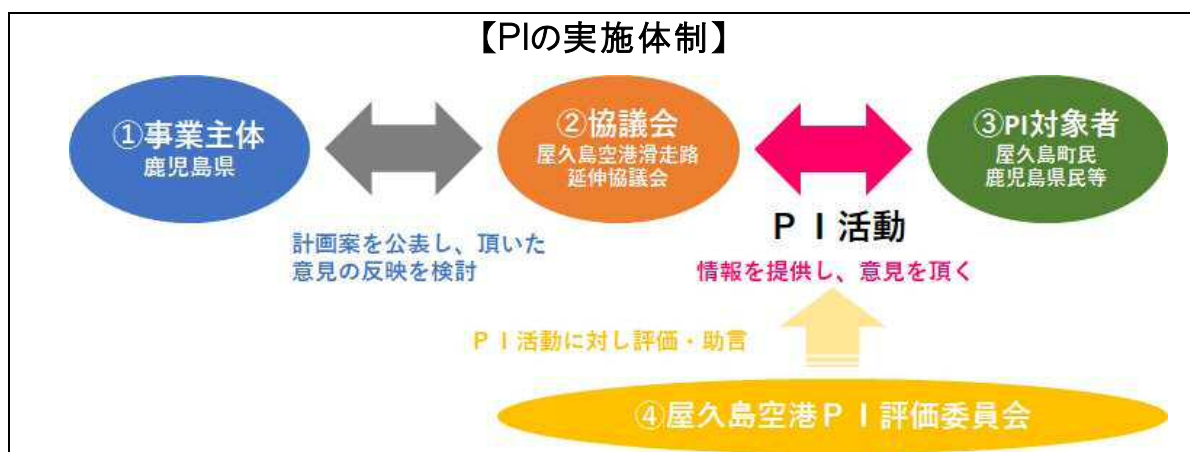 【PIの実施体制】
①事業主体
鹿児島県
②協議会
屋久島空港滑走路
延伸協議会
③PI対象者
屋久島町民
鹿児島県民等
計画案を公表し、頂いた
意見の反映を検討
ＰＩ活動
情報を提供し、意見を頂く
ＰＩ活動に対し評価・助言
④屋久島空港ＰＩ評価委員会